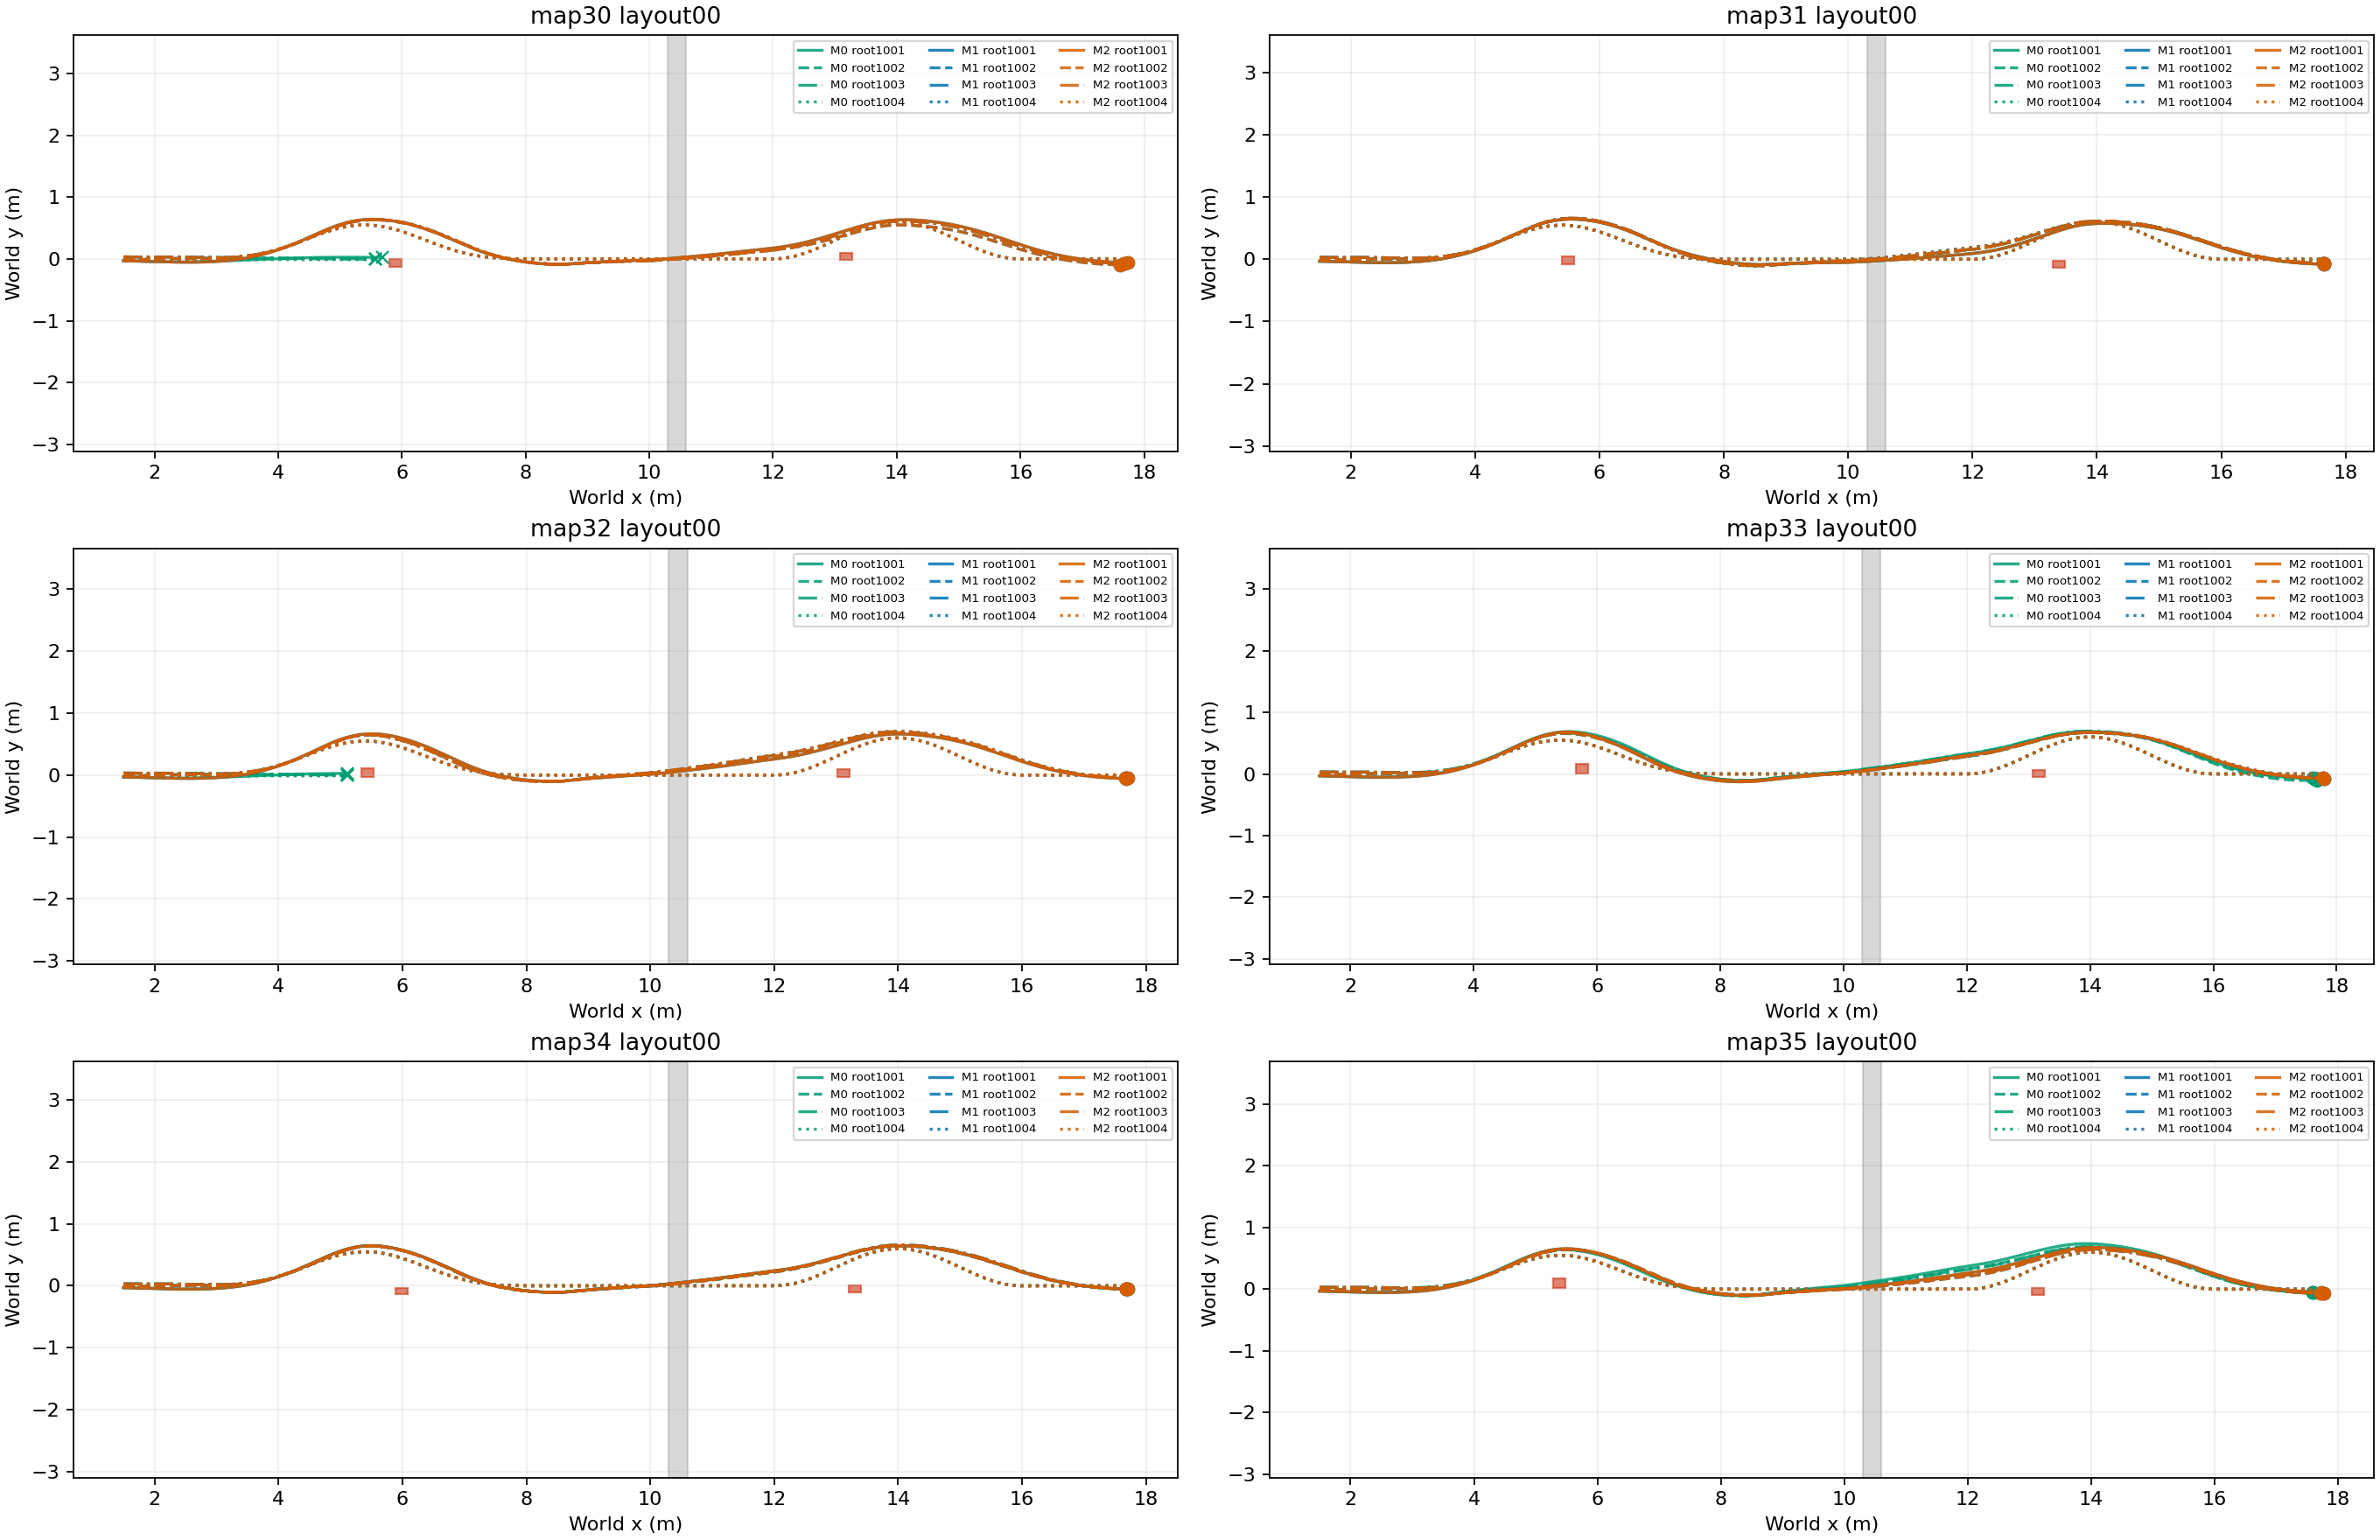 map30 layout00
M0 root1001 M1 root1001 M2 root1001
M0 root1002 M1 root1002 M2 root1002
M0 root1003 M1 root1003 M2 root1003
M0 root1004 M1 root1004 M2 root1004
3
2
1
0
−1
−2
−3
World y (m)
2 4 6 8 10 12 14 16 18
World x (m)
map31 layout00
M0 root1001 M1 root1001 M2 root1001
M0 root1002 M1 root1002 M2 root1002
M0 root1003 M1 root1003 M2 root1003
M0 root1004 M1 root1004 M2 root1004
3
2
1
0
−1
−2
−3
World y (m)
2 4 6 8 10 12 14 16 18
World x (m)
map32 layout00
M0 root1001 M1 root1001 M2 root1001
M0 root1002 M1 root1002 M2 root1002
M0 root1003 M1 root1003 M2 root1003
M0 root1004 M1 root1004 M2 root1004
3
2
1
0
−1
−2
−3
World y (m)
2 4 6 8 10 12 14 16 18
World x (m)
map33 layout00
M0 root1001 M1 root1001 M2 root1001
M0 root1002 M1 root1002 M2 root1002
M0 root1003 M1 root1003 M2 root1003
M0 root1004 M1 root1004 M2 root1004
3
2
1
0
−1
−2
−3
World y (m)
2 4 6 8 10 12 14 16 18
World x (m)
map34 layout00
M0 root1001 M1 root1001 M2 root1001
M0 root1002 M1 root1002 M2 root1002
M0 root1003 M1 root1003 M2 root1003
M0 root1004 M1 root1004 M2 root1004
3
2
1
0
−1
−2
−3
World y (m)
2 4 6 8 10 12 14 16 18
World x (m)
map35 layout00
M0 root1001 M1 root1001 M2 root1001
M0 root1002 M1 root1002 M2 root1002
M0 root1003 M1 root1003 M2 root1003
M0 root1004 M1 root1004 M2 root1004
3
2
1
0
−1
−2
−3
World y (m)
2 4 6 8 10 12 14 16 18
World x (m)